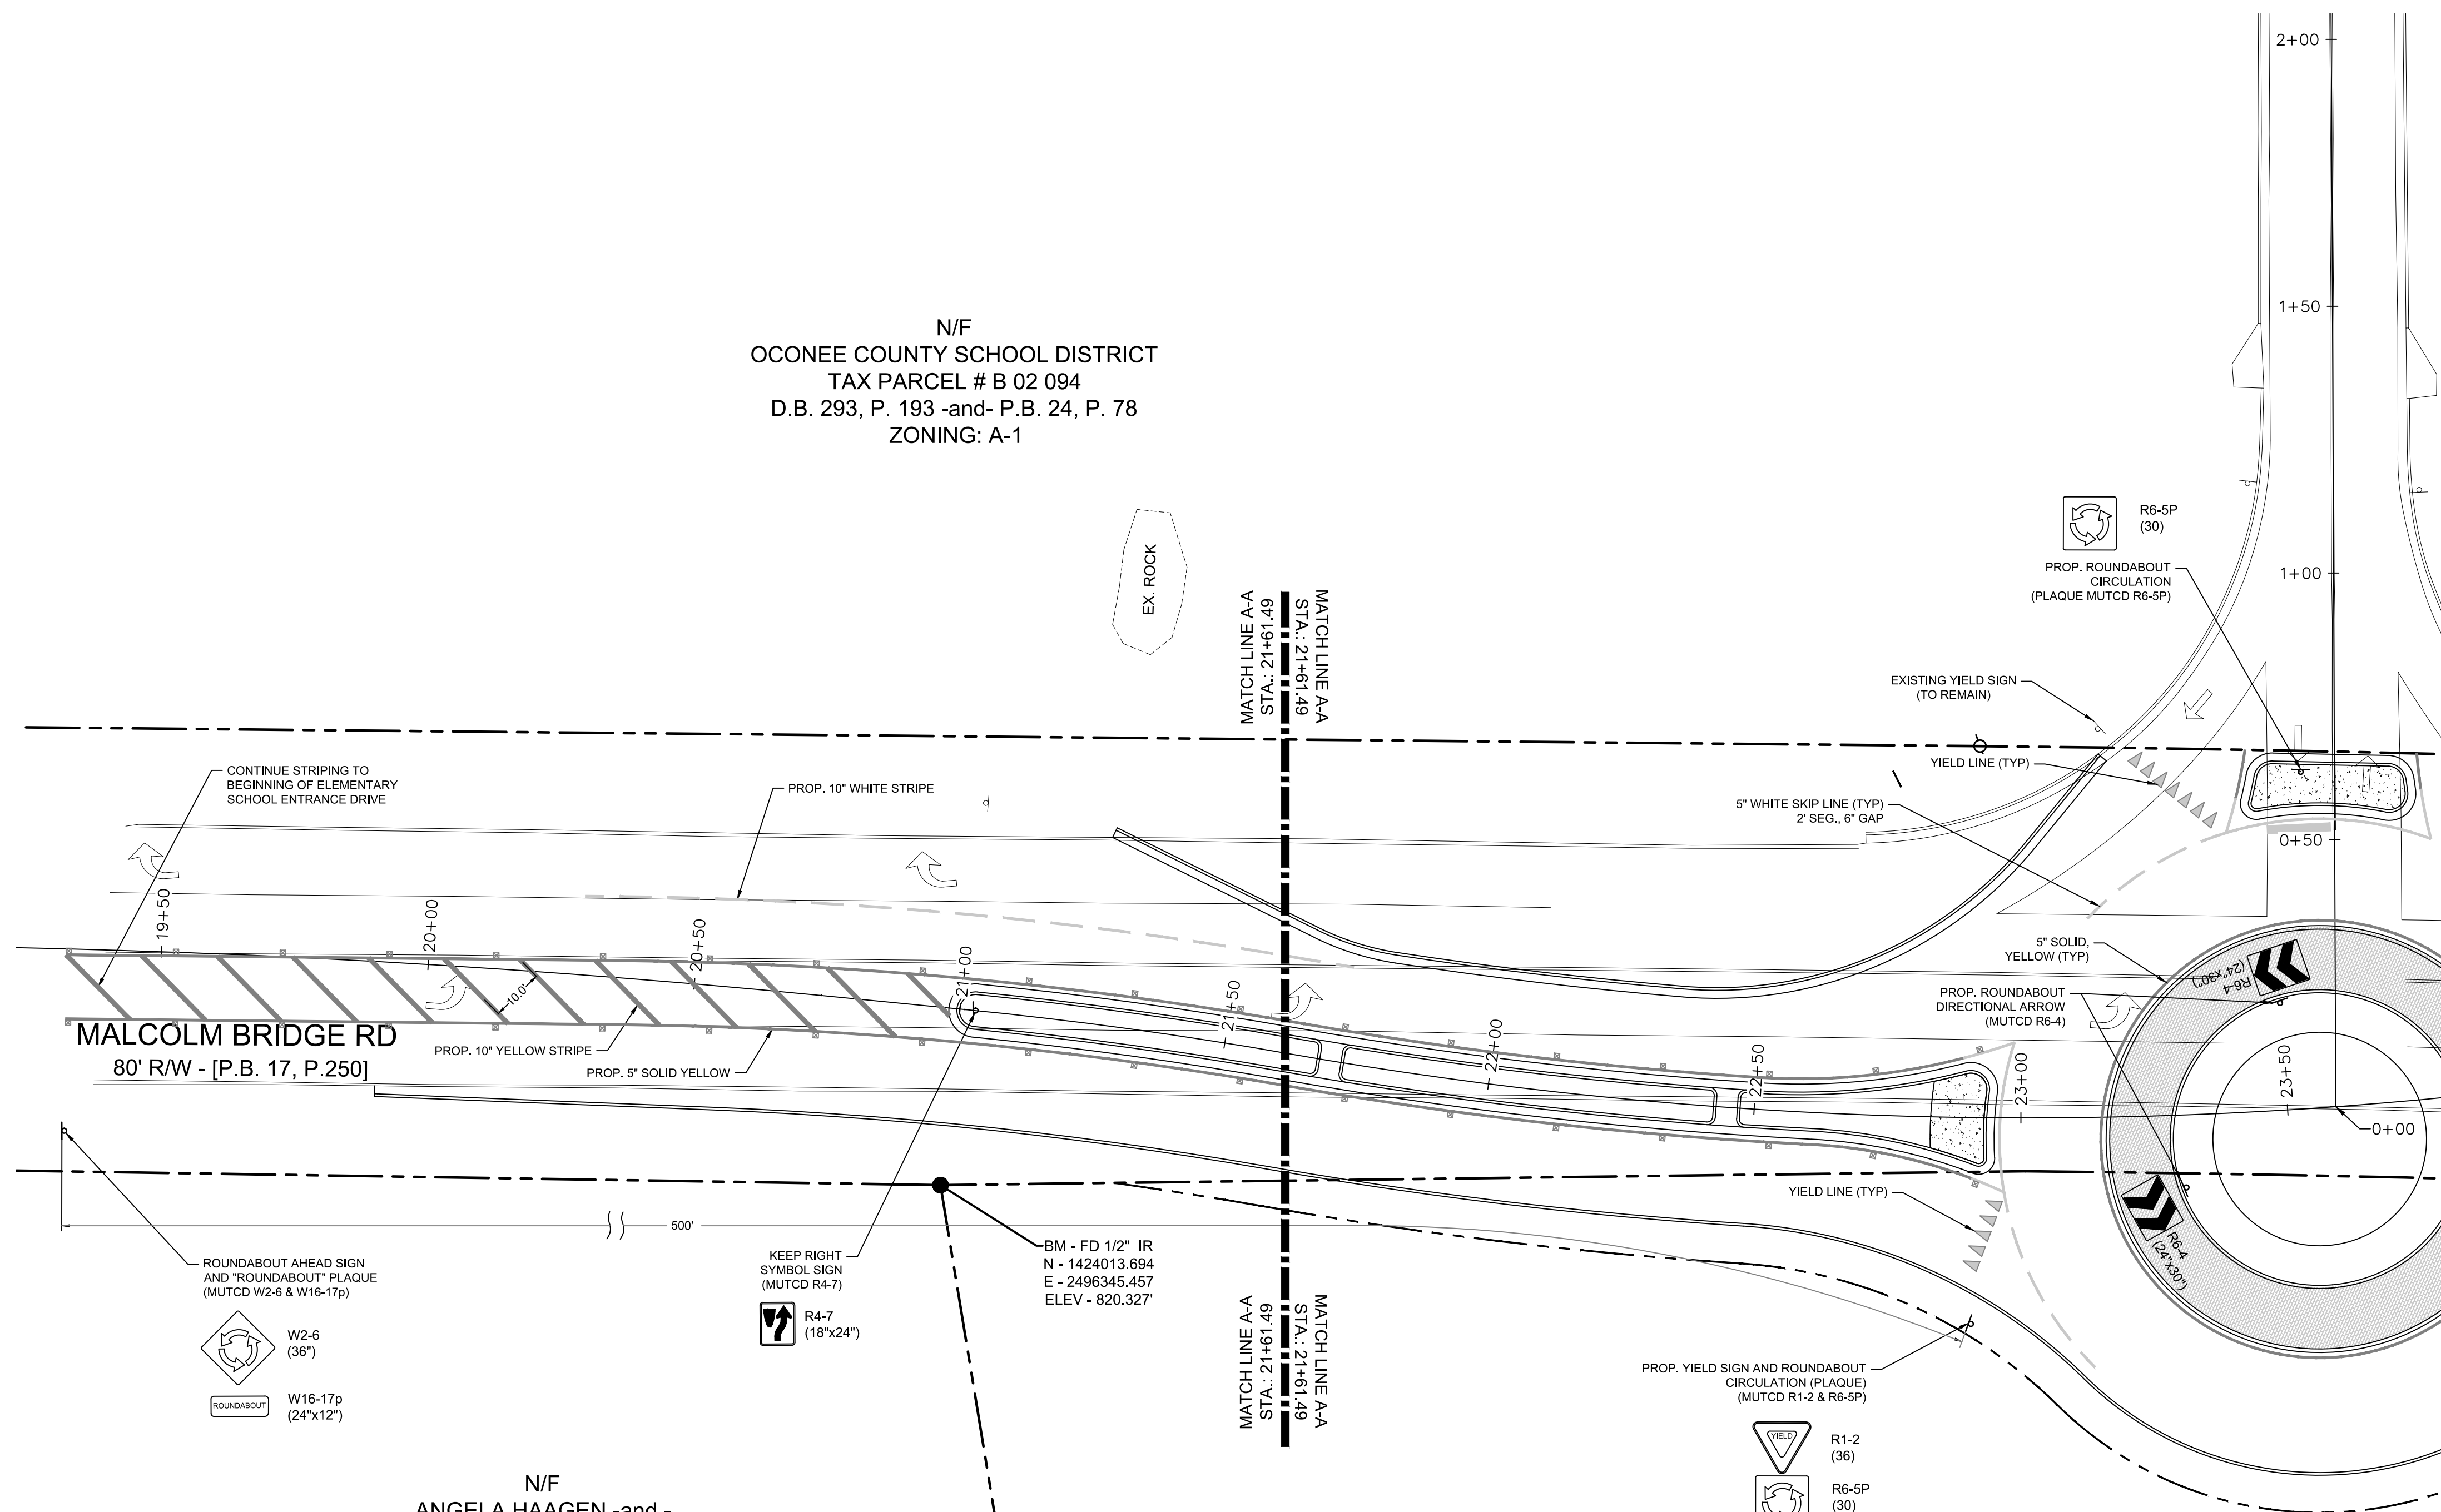 2+00
1+50
1+00
0+50
0+00
N/F
OCONEE COUNTY SCHOOL DISTRICT
TAX PARCEL # B 02 094
D.B. 293, P. 193 -and- P.B. 24, P. 78
ZONING: A-1
EX. ROCK
MATCH LINE A-A
STA.: 21+61.49
STA.: 21+61.49
MATCH LINE A-A
R6-5P
(30)
PROP. ROUNDABOUT
CIRCULATION
(PLAQUE MUTCD R6-5P)
EXISTING YIELD SIGN
(TO REMAIN)
YIELD LINE (TYP)
5" WHITE SKIP LINE (TYP)
2' SEG., 6" GAP
5" SOLID,
YELLOW (TYP)
PROP. ROUNDABOUT
DIRECTIONAL ARROW
(MUTCD R6-4)
R6-4
(24"x30")
CONTINUE STRIPING TO
BEGINNING OF ELEMENTARY
SCHOOL ENTRANCE DRIVE
PROP. 10" WHITE STRIPE
19+50
20+00
20+50
21+00
21+50
22+00
22+50
23+00
23+50
10.0'
MALCOLM BRIDGE RD
80' R/W - [P.B. 17, P.250]
PROP. 10" YELLOW STRIPE
PROP. 5" SOLID YELLOW
500'
ROUNDABOUT AHEAD SIGN
AND "ROUNDABOUT" PLAQUE
(MUTCD W2-6 & W16-17p)
W2-6
(36")
ROUNDABOUT
W16-17p
(24"x12")
KEEP RIGHT
SYMBOL SIGN
(MUTCD R4-7)
R4-7
(18"x24")
BM - FD 1/2" IR
N - 1424013.694
E - 2496345.457
ELEV - 820.327'
MATCH LINE A-A
STA.: 21+61.49
STA.: 21+61.49
MATCH LINE A-A
YIELD LINE (TYP)
R6-4
(24"x30")
PROP. YIELD SIGN AND ROUNDABOUT
CIRCULATION (PLAQUE)
(MUTCD R1-2 & R6-5P)
YIELD
R1-2
(36)
R6-5P
(30)
N/F
ANGELA HAAGEN -and -